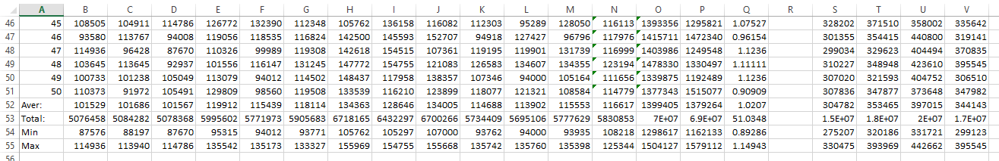 A B C D E F G H I J K L M N O P Q R S T U V
46 45 108505 104911 114786 126772 132390 112348 105762 136158 116082 112303 95289 128050 116113 1393356 1295821 1.07527 328202 371510 358002 335642
47 46 93580 113767 94008 119056 118535 116824 142500 145593 152707 94918 127427 96796 117976 1415711 1472340 0.96154 301355 354415 440800 319141
48 47 114936 96428 87670 110326 99989 119308 142618 154515 107361 119195 119901 131739 116999 1403986 1249548 1.1236 299034 329623 404494 370835
49 48 103645 113645 92937 101556 116147 131245 147772 154755 121083 126583 134607 134355 123194 1478330 1330497 1.11111 310227 348948 423610 395545
50 49 100733 101238 105049 113079 94012 114502 148437 117958 138357 107346 94000 105164 111656 1339875 1192489 1.1236 307020 321593 404752 306510
51 50 110373 91972 105491 129809 98560 119508 133539 116210 123899 118077 121321 108584 114779 1377343 1515077 0.90909 307836 347877 373648 347982
52 Aver: 101529 101686 101567 119912 115439 118114 134363 128646 134005 114688 113902 115553 116617 1399405 1379264 1.0207 304782 353465 397015 344143
53 Total: 5076458 5084282 5078368 5995602 5771973 5905683 6718165 6432297 6700266 5734409 5695106 5777629 5830853 7E+07 6.9E+07 51.0348 1.5E+07 1.8E+07 2E+07 1.7E+07
54 Min 87576 88197 87670 95315 94012 93771 105762 105297 107000 93762 94000 93935 108218 1298617 1162133 0.89286 275207 320186 331721 299123
55 Max 114936 113940 114786 135542 135173 133327 155969 154755 155668 135742 135760 135398 125344 1504127 1579112 1.14943 330475 393969 442662 395545
56